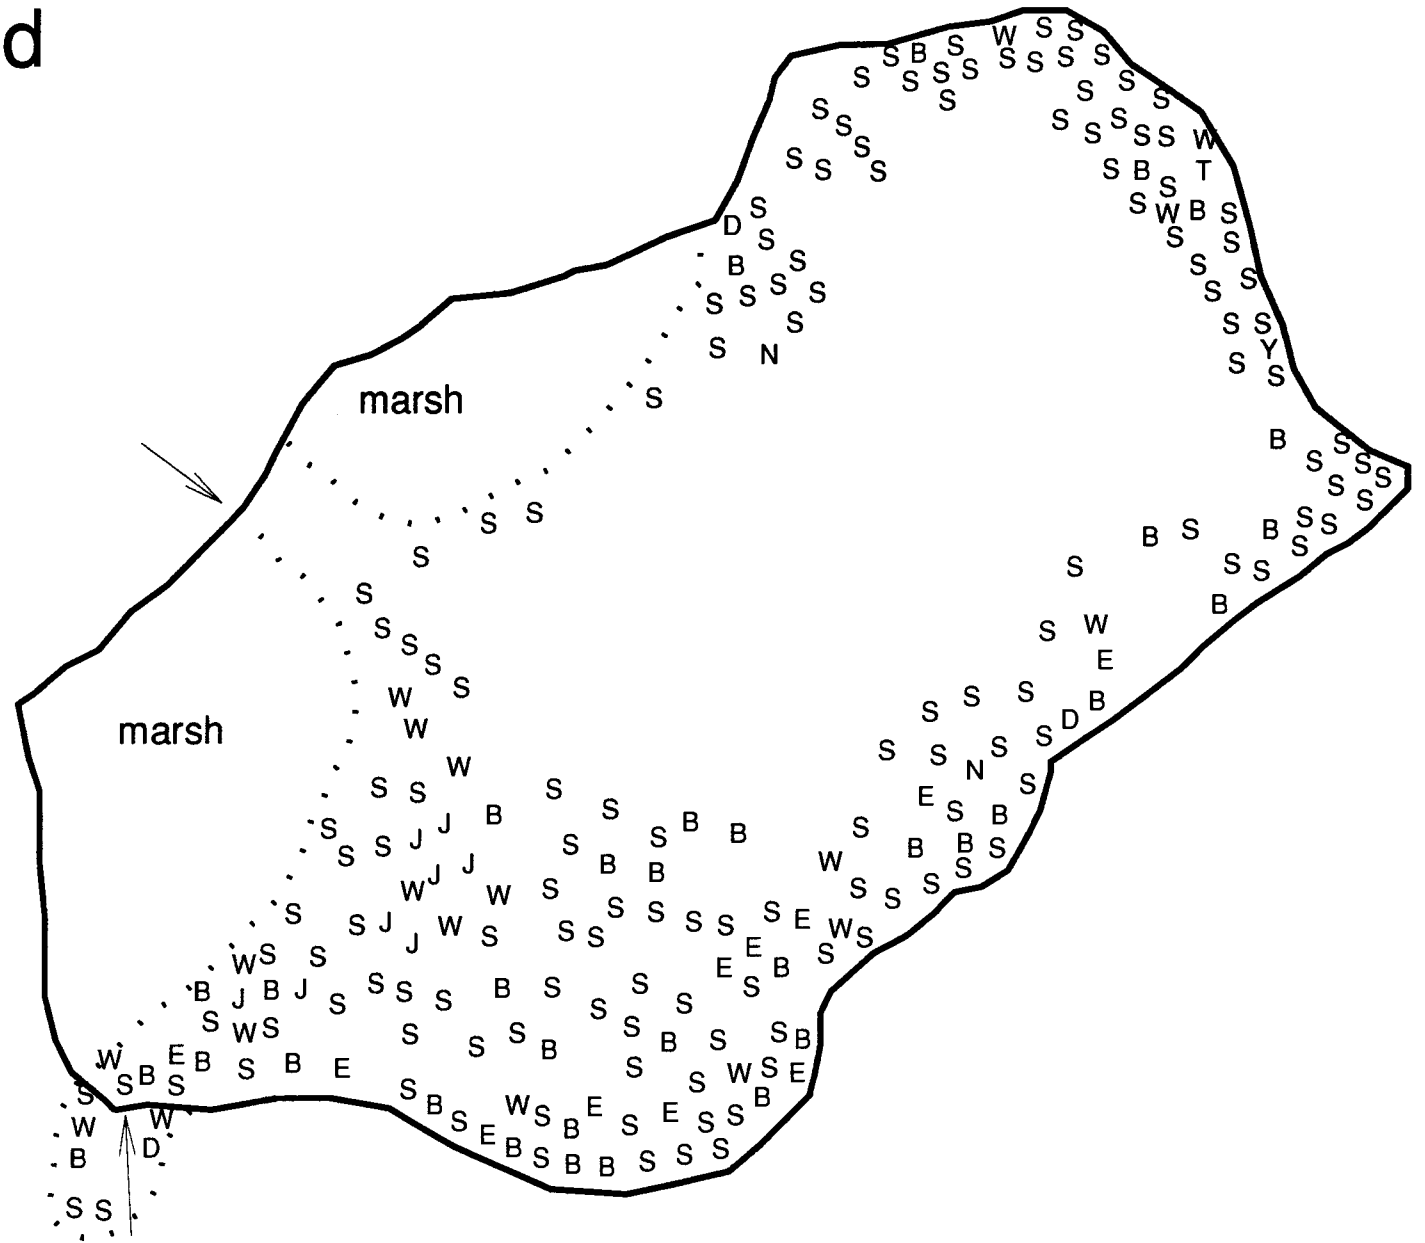 d
W S S
S B S
S S S S
S S S S S
S S
S S
S S S
S S S S S W
S S S
S B S T
S D
S W B S
S S S
B S S S
S S S S S
S S S
S N Y
S S
marsh S
B S
S S S
S S
S S S
S S B S B S S
S S
S S S
S B
S S W
S E
S
S S S
W S B
W D
marsh S
S S S
W N
S S S S
E
S S J B S S S B
S J S S B B
S S S B B S
J J B B W
W W S S S S
S S S S S S E
S J W S S S W S
J E
W S S E B S
B J B J S S S B S S S
S S S S
S W S S S S B S S B
W E B S B
S B S B E S W S E
S S S B
S B W S B E S E S S
W W S E B S B B S S S
B D
S S